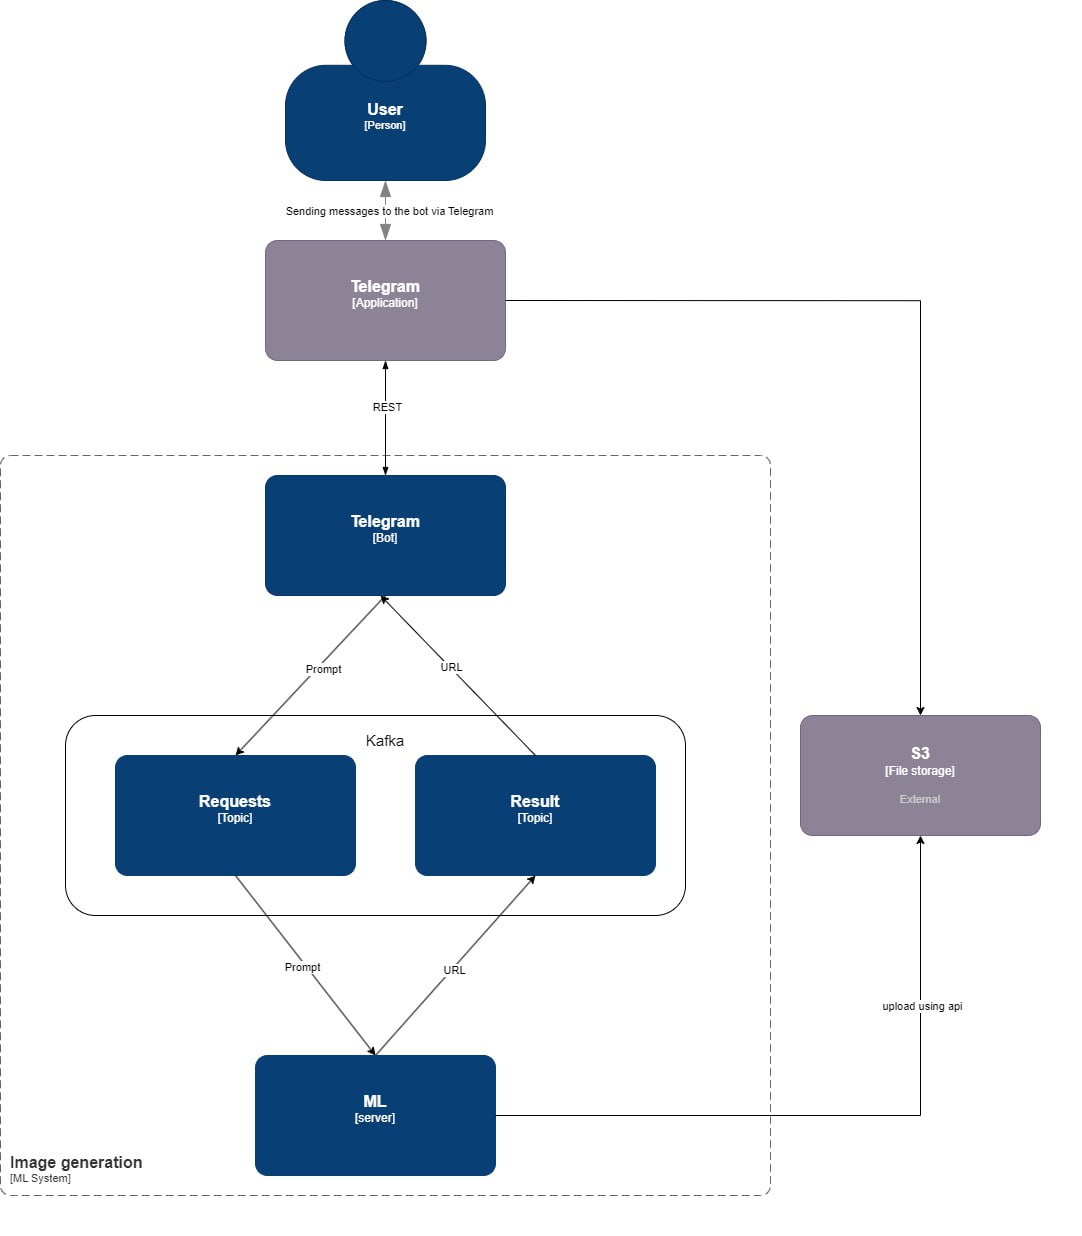 User
[Person]
Sending messages to the bot via Telegram
Telegram
[Application]
REST
Telegram
[Bot]
Prompt
URL
Kafka
Requests
[Topic]
Result
[Topic]
S3
[File storage]
External
Prompt
URL
upload using api
ML
[server]
Image generation
[ML System]